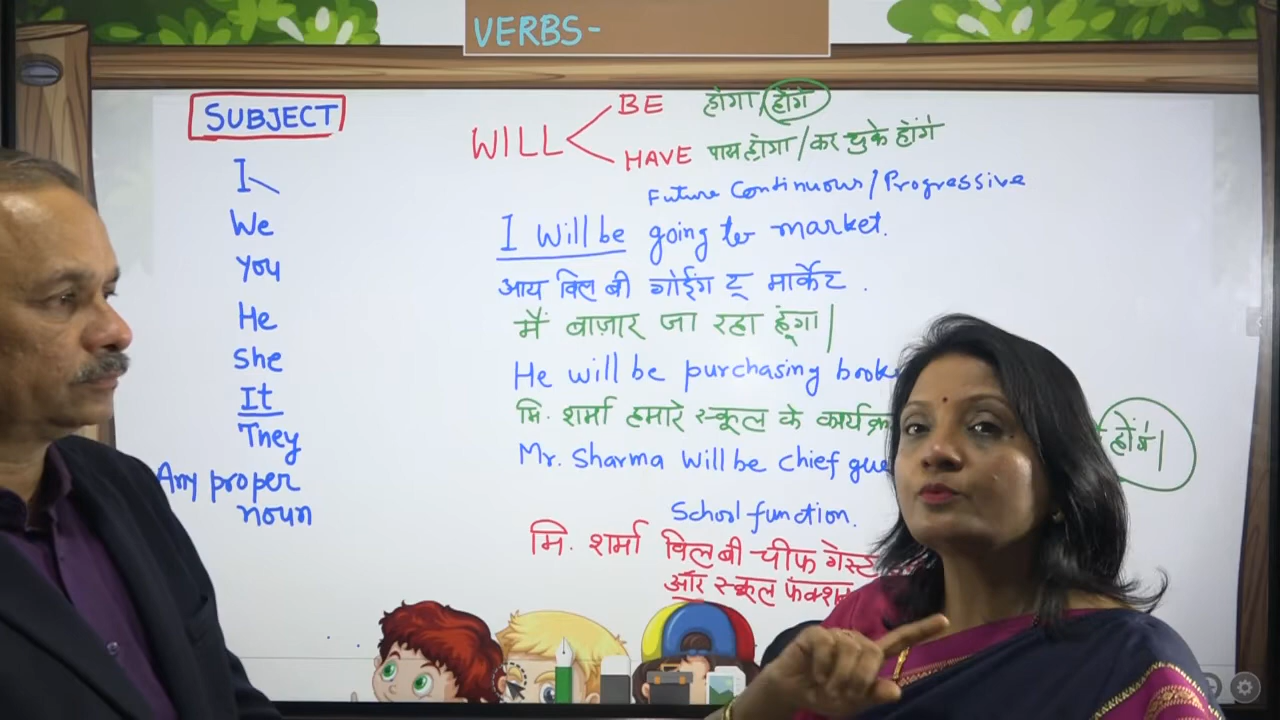 VERBS-
SUBJECT
I
We
You
He
She
It
They
Any proper
noun
WILL
BE होगा, होंगे
HAVE पास होगा/कर चुके होंगे
Future Continuous/Progressive
I will be going to market.
आय विल बी गोईंग टू मार्केट .
मैं बाज़ार जा रहा हूंगा|
He will be purchasing
मि. शर्मा हमारे स्कूल के होंगे|
Mr. Sharma will be chief
School function.
मि. शर्मा विल बी चीफ गेस्ट
और स्कूल